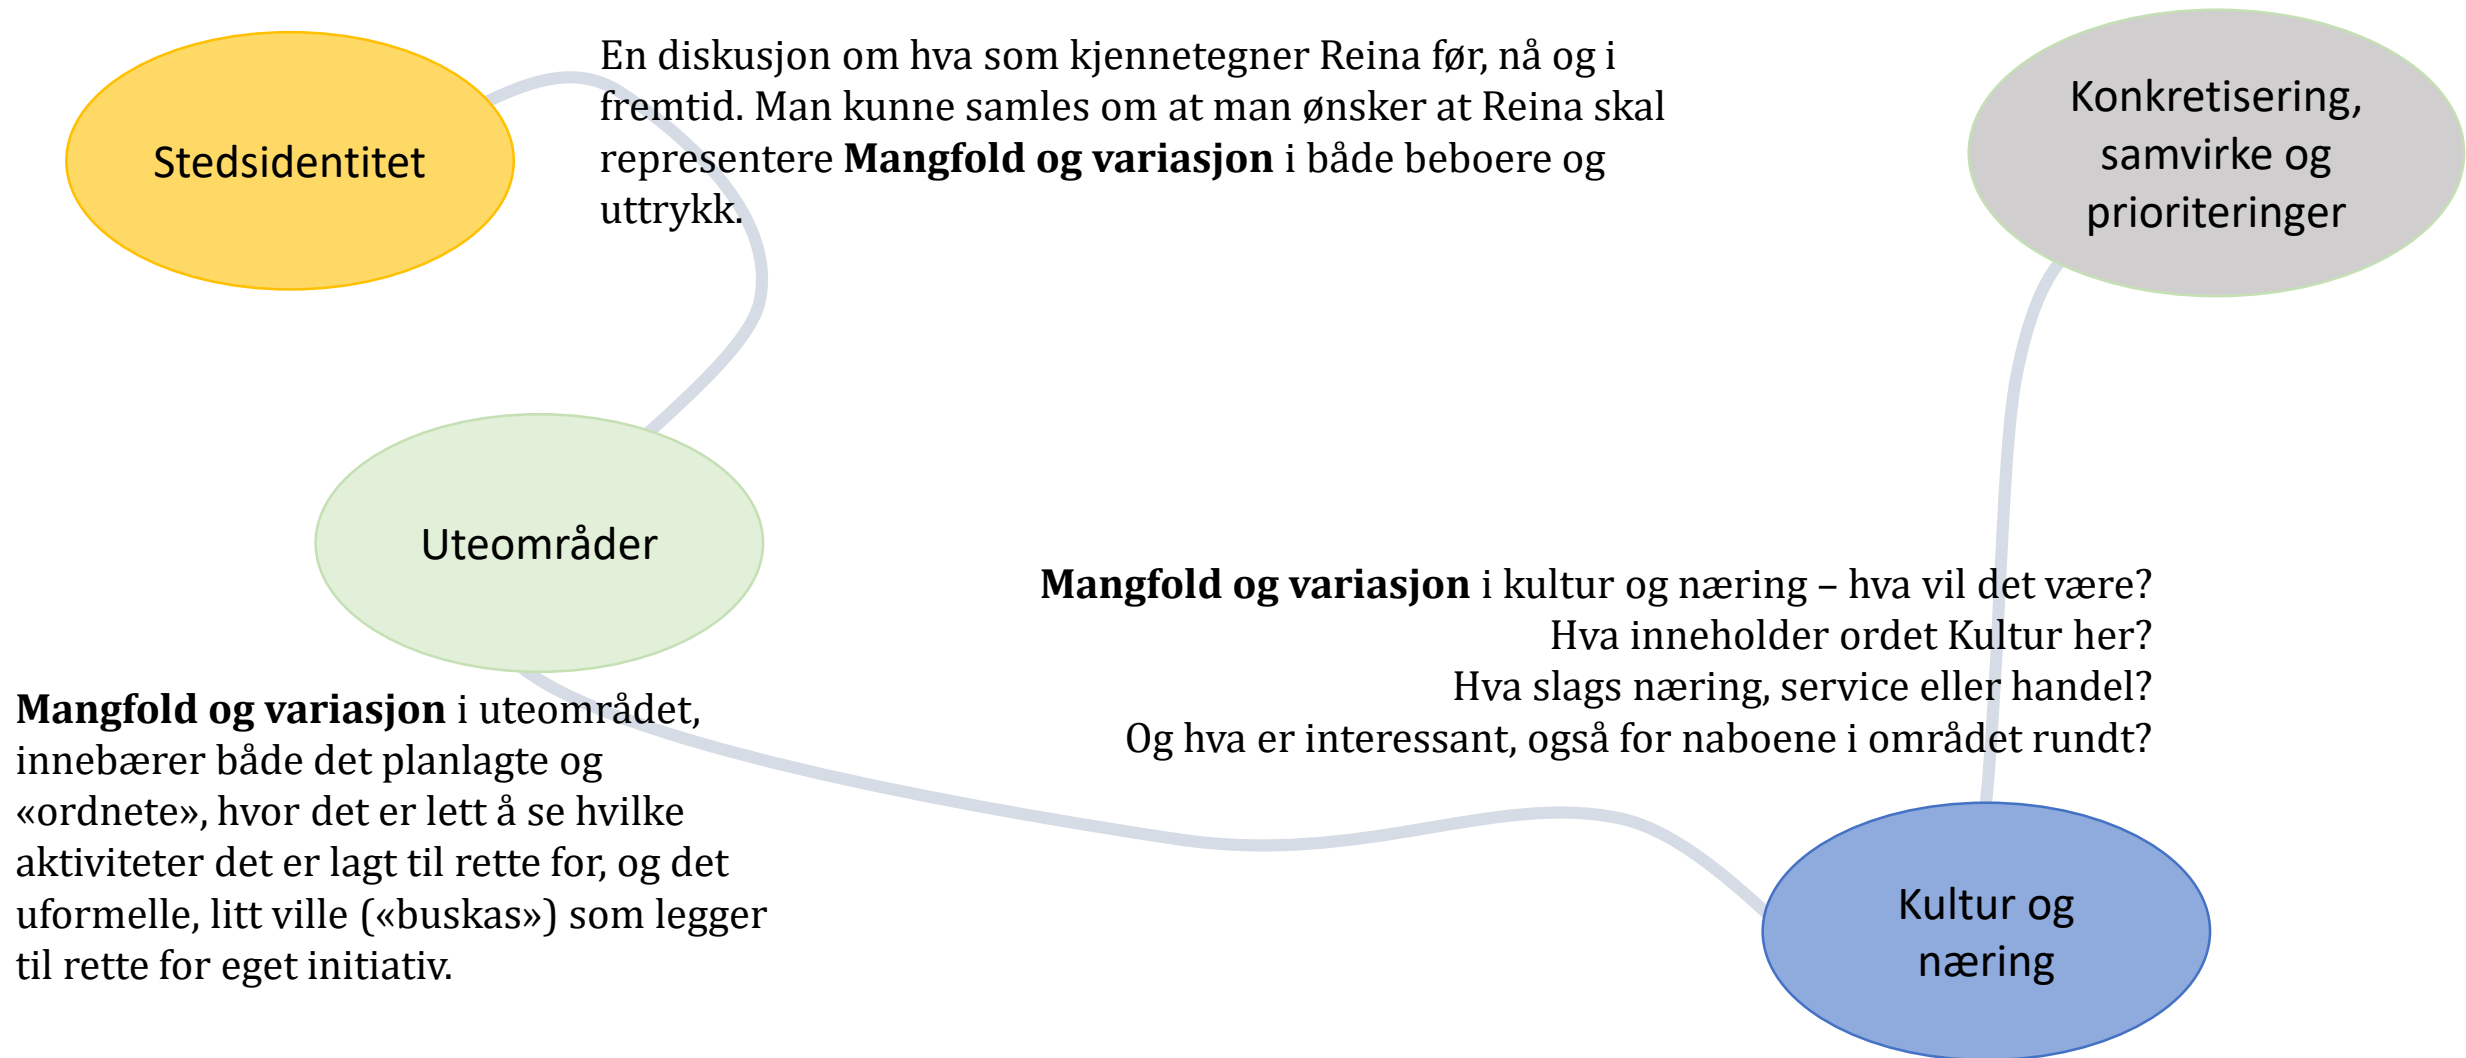 Stedsidentitet
En diskusjon om hva som kjennetegner Reina før, nå og i
fremtid. Man kunne samles om at man ønsker at Reina skal
representere Mangfold og variasjon i både beboere og
uttrykk.
Konkretisering,
samvirke og
prioriteringer
Uteområder
Mangfold og variasjon i uteområdet,
innebærer både det planlagte og
«ordnete», hvor det er lett å se hvilke
aktiviteter det er lagt til rette for, og det
uformelle, litt ville («buskas») som legger
til rette for eget initiativ.
Mangfold og variasjon i kultur og næring – hva vil det være?
Hva inneholder ordet Kultur her?
Hva slags næring, service eller handel?
Og hva er interessant, også for naboene i området rundt?
Kultur og
næring